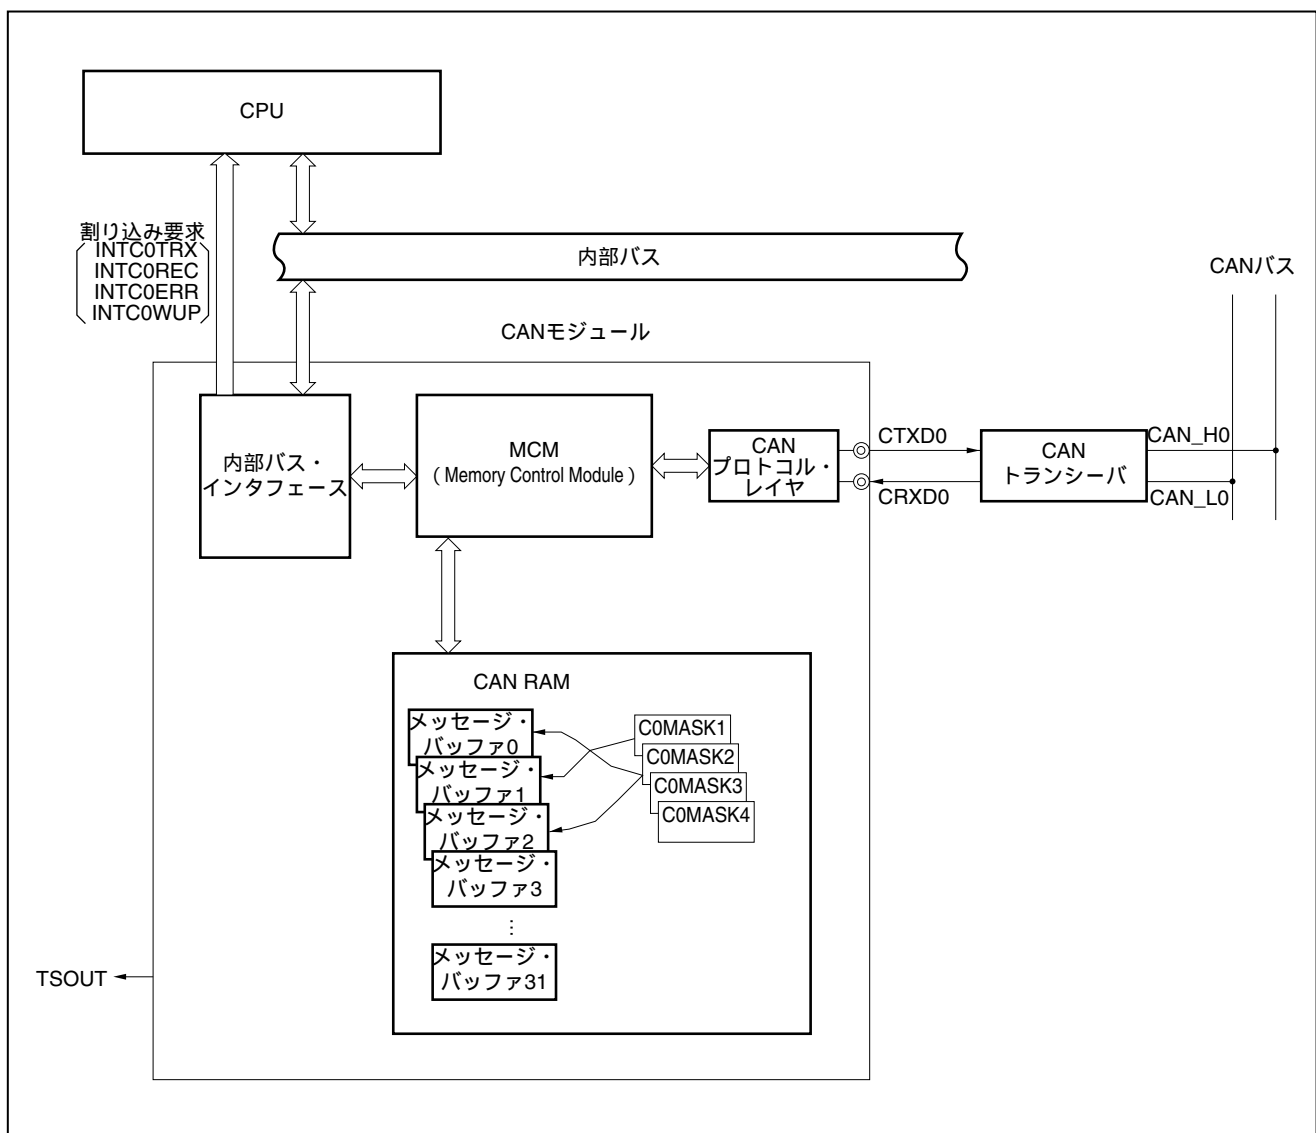 CPU
割り込み要求
INTC0TRX
INTC0REC
INTC0ERR
INTC0WUP
内部バス
CANバス
CANモジュール
内部バス・
インタフェース
MCM
（Memory Control Module）
CAN
プロトコル・
レイヤ
CTXD0
CRXD0
CAN
トランシーバ
CAN_H0
CAN_L0
CAN RAM
メッセージ・
バッファ0
メッセージ・
バッファ1
メッセージ・
バッファ2
メッセージ・
バッファ3
⋮
メッセージ・
バッファ31
C0MASK1
C0MASK2
C0MASK3
C0MASK4
TSOUT